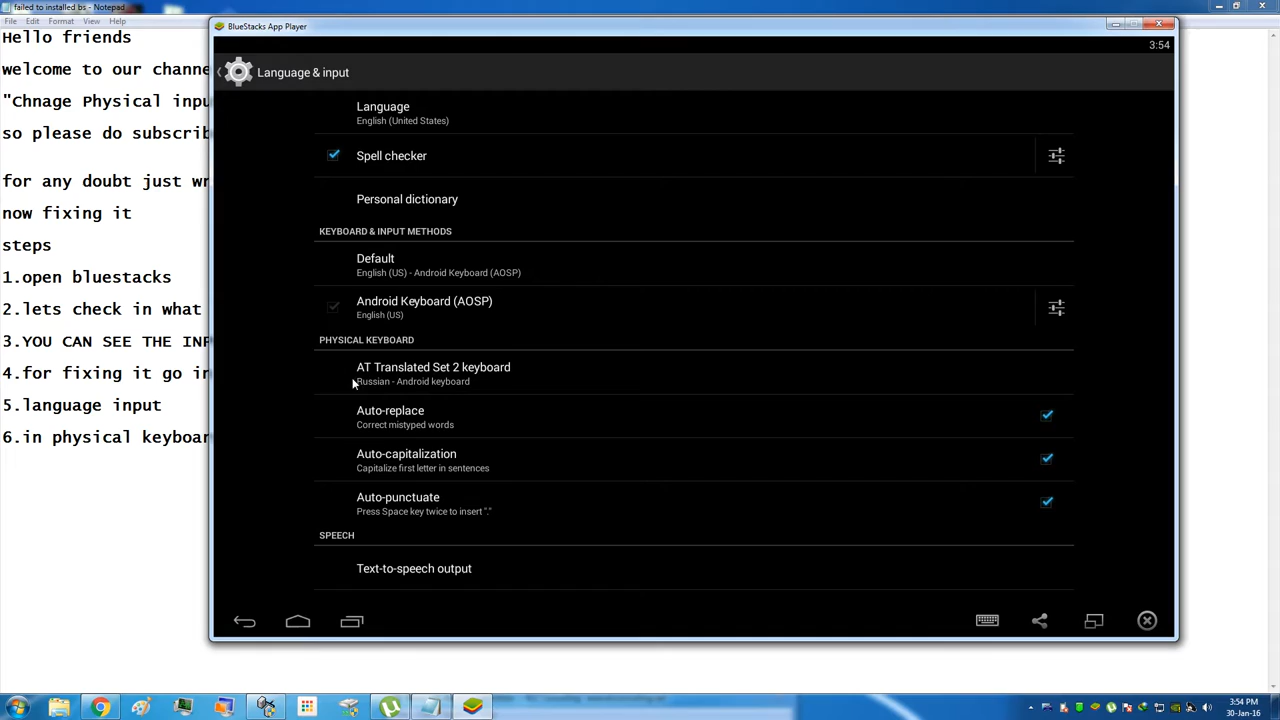 failed to installed bs - Notepad
File Edit Format View Help
Hello friends
welcome to our channe
"Chnage Physical inpu
so please do subscrib
for any doubt just wr
now fixing it
steps
1.open bluestacks
2.lets check in what
3.YOU CAN SEE THE INP
4.for fixing it go in
5.language input
6.in physical keyboar
BlueStacks App Player
3:54
Language & input
Language
English (United States)
Spell checker
Personal dictionary
KEYBOARD & INPUT METHODS
Default
English (US) - Android Keyboard (AOSP)
Android Keyboard (AOSP)
English (US)
PHYSICAL KEYBOARD
AT Translated Set 2 keyboard
Russian - Android keyboard
Auto-replace
Correct mistyped words
Auto-capitalization
Capitalize first letter in sentences
Auto-punctuate
Press Space key twice to insert "."
SPEECH
Text-to-speech output
3:54 PM
30-Jan-16